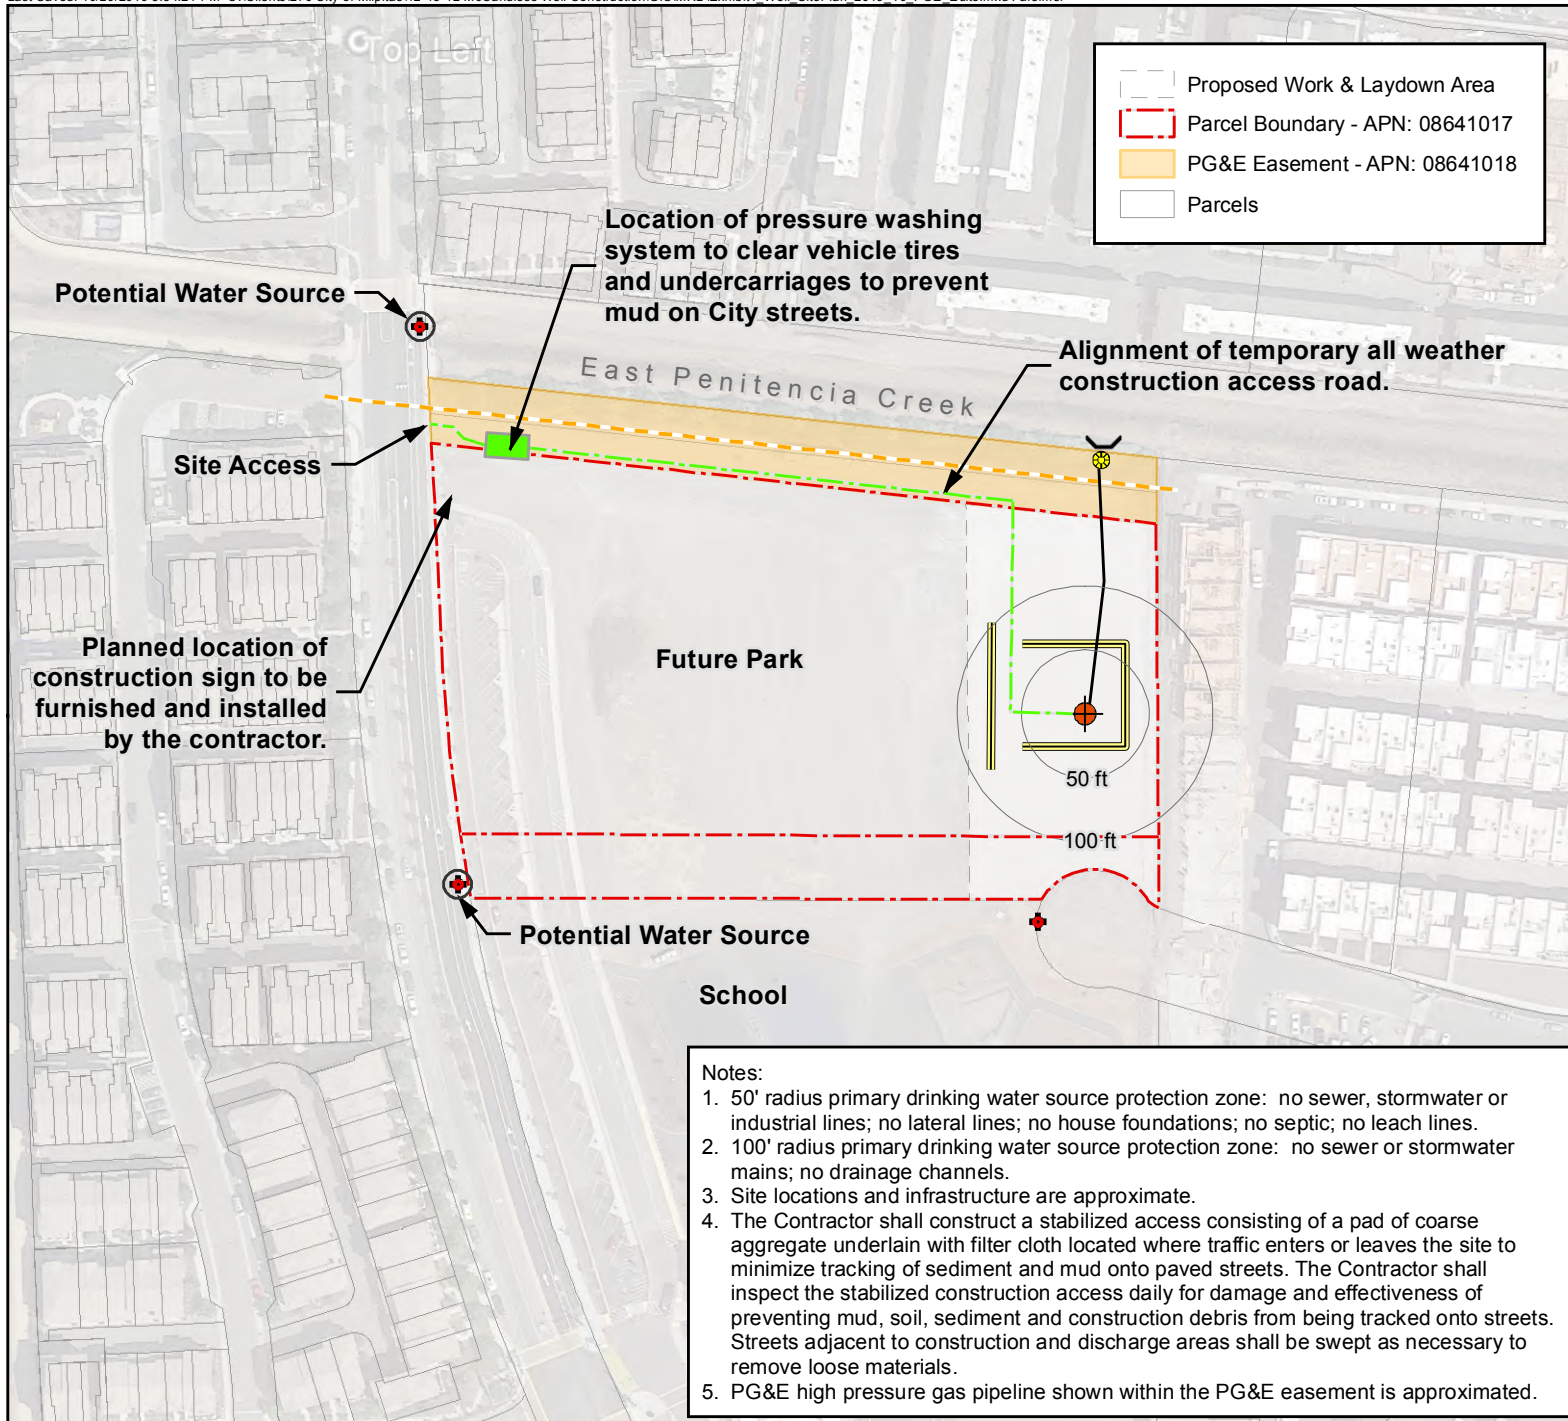 Top Left
Proposed Work & Laydown Area
Parcel Boundary - APN: 08641017
PG&E Easement - APN: 08641018
Parcels
Location of pressure washing
system to clear vehicle tires
and undercarriages to prevent
mud on City streets.
Potential Water Source
Alignment of temporary all weather
construction access road.
East Penitencia Creek
Site Access
Planned location of
construction sign to be
furnished and installed
by the contractor.
Future Park
50 ft
100 ft
Potential Water Source
School
Notes:
1. 50' radius primary drinking water source protection zone: no sewer, stormwater or
industrial lines; no lateral lines; no house foundations; no septic; no leach lines.
2. 100' radius primary drinking water source protection zone: no sewer or stormwater
mains; no drainage channels.
3. Site locations and infrastructure are approximate.
4. The Contractor shall construct a stabilized access consisting of a pad of coarse
aggregate underlain with filter cloth located where traffic enters or leaves the site to
minimize tracking of sediment and mud onto paved streets. The Contractor shall
inspect the stabilized construction access daily for damage and effectiveness of
preventing mud, soil, sediment and construction debris from being tracked onto streets.
Streets adjacent to construction and discharge areas shall be swept as necessary to
remove loose materials.
5. PG&E high pressure gas pipeline shown within the PG&E easement is approximated.